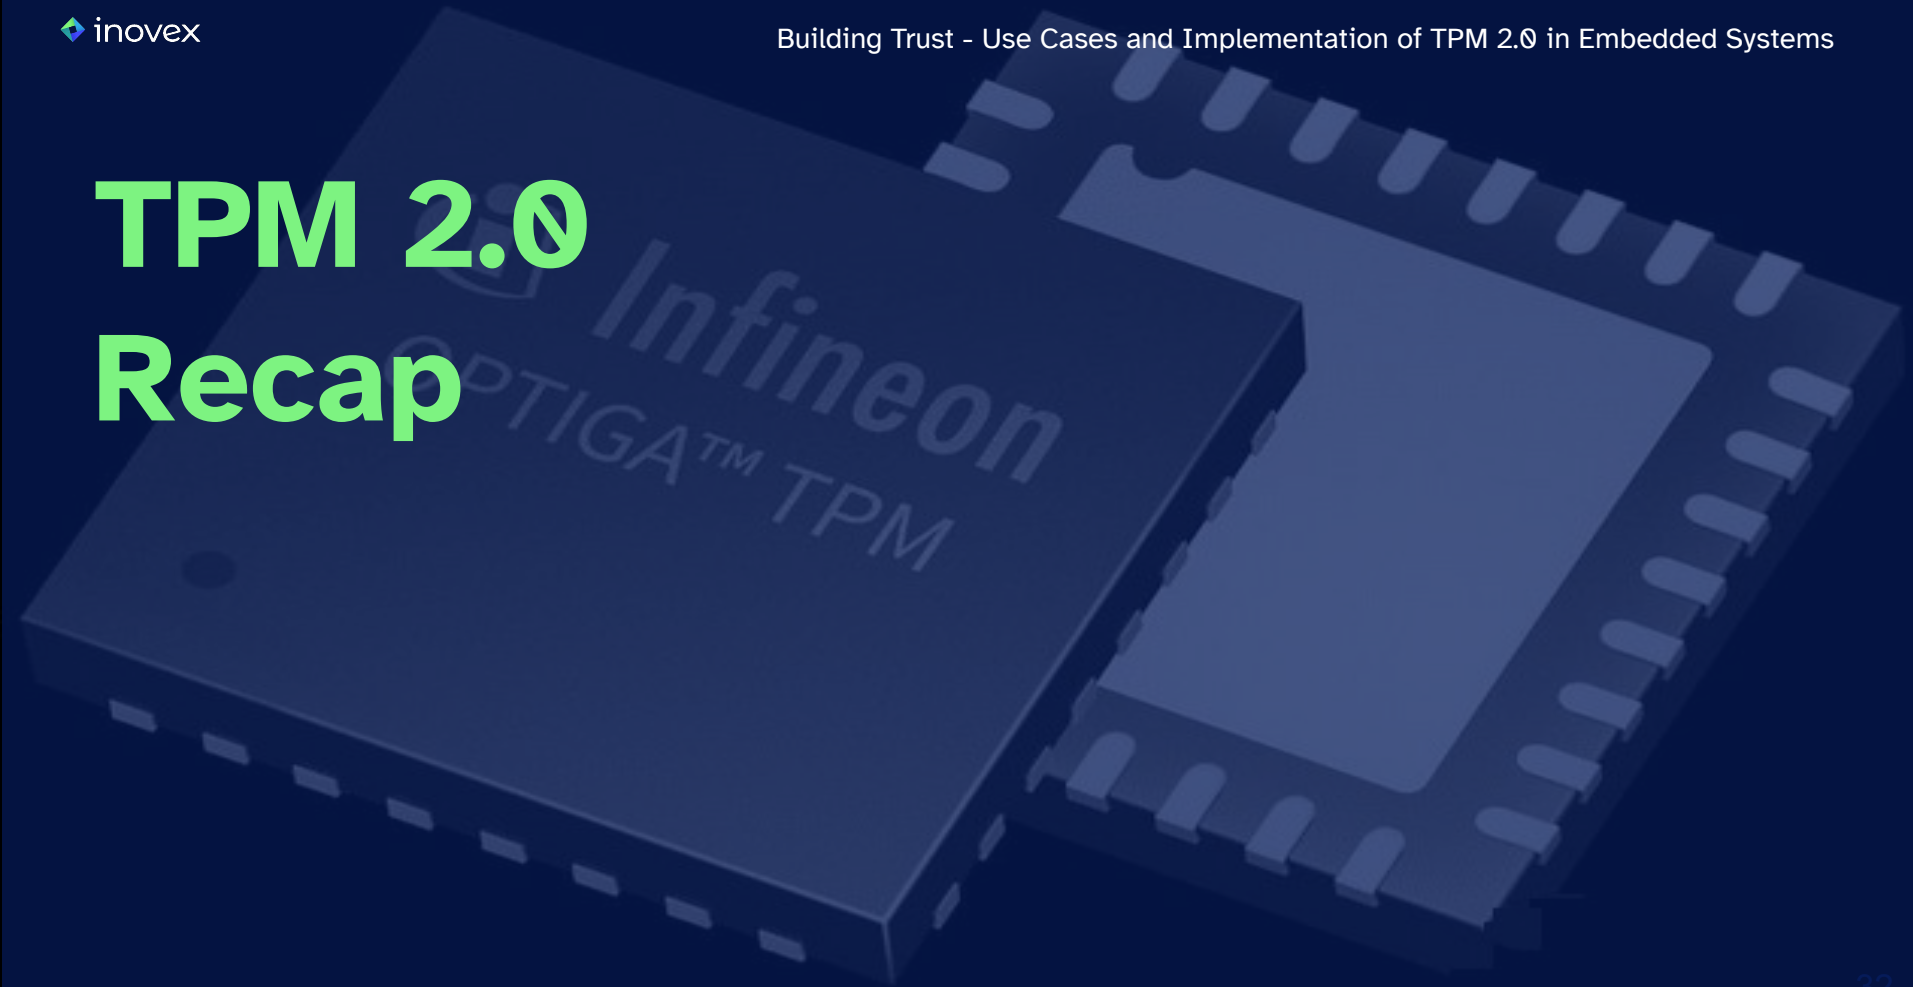 inovex
Building Trust - Use Cases and Implementation of TPM 2.0 in Embedded Systems
TPM 2.0
Recap
Infineon
OPTIGA™ TPM
32